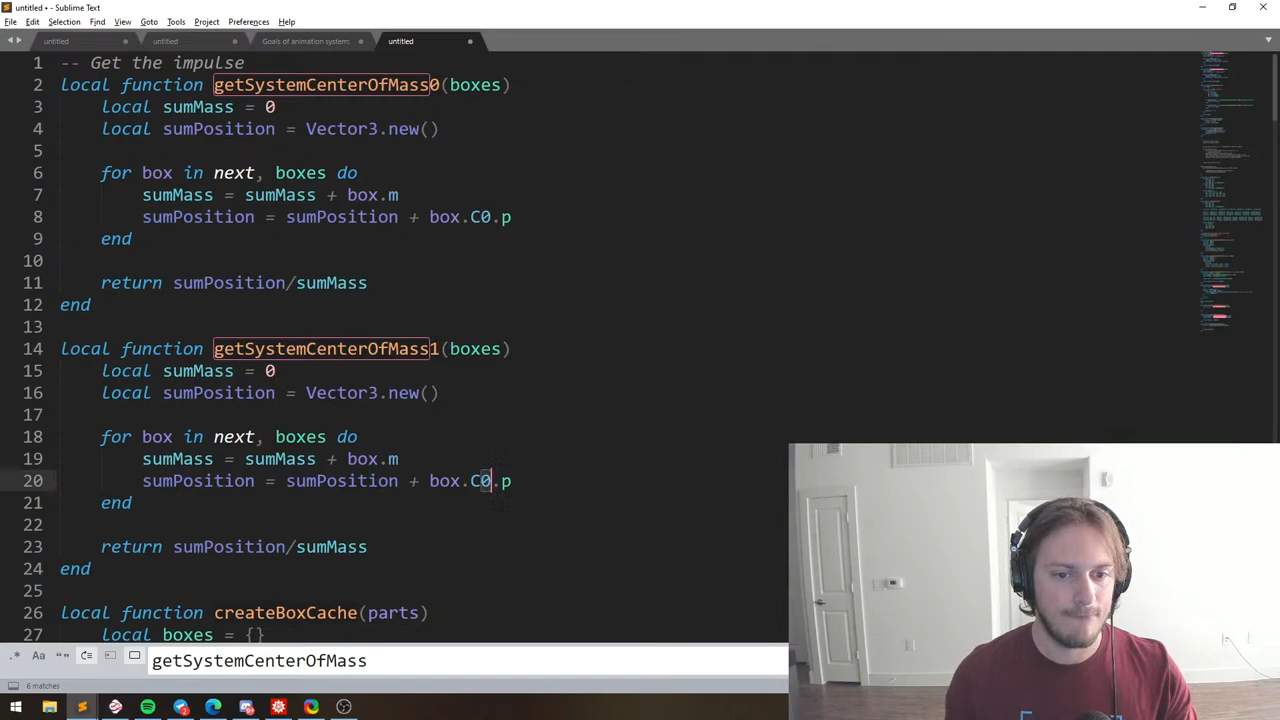 untitled • - Sublime Text
File Edit Selection Find View Goto Tools Project Preferences Help
untitled untitled Goals of animation system: untitled
1 -- Get the impulse
2 local function getSystemCenterOfMass0(boxes)
3 local sumMass = 0
4 local sumPosition = Vector3.new()
5
6 for box in next, boxes do
7 sumMass = sumMass + box.m
8 sumPosition = sumPosition + box.C0.p
9 end
10
11 return sumPosition/sumMass
12 end
13
14 local function getSystemCenterOfMass1(boxes)
15 local sumMass = 0
16 local sumPosition = Vector3.new()
17
18 for box in next, boxes do
19 sumMass = sumMass + box.m
20 sumPosition = sumPosition + box.C0.p
21 end
22
23 return sumPosition/sumMass
24 end
25
26 local function createBoxCache(parts)
27 local boxes = {}
.* Aa “” getSystemCenterOfMass
6 matches